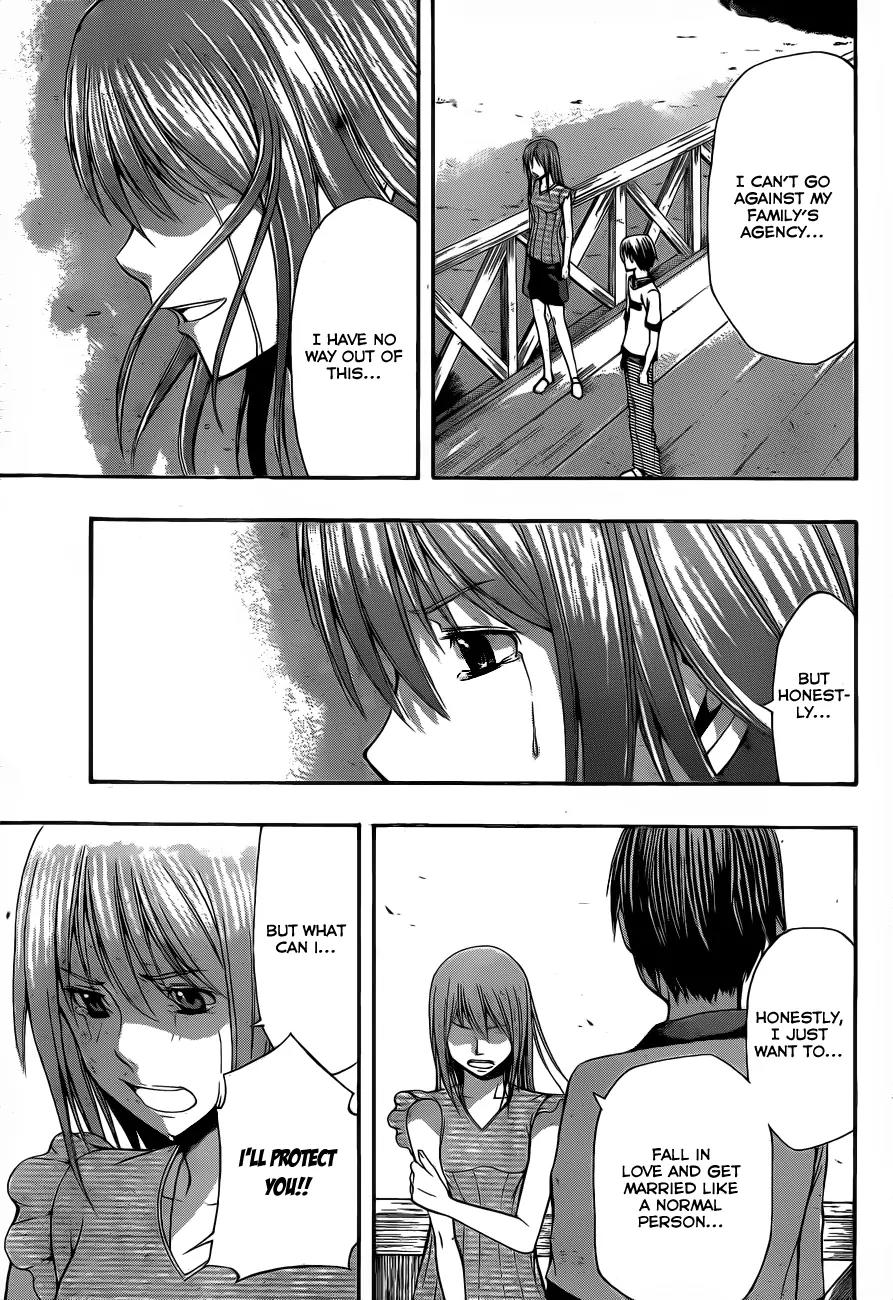 I CAN'T GO
AGAINST MY
FAMILY'S
AGENCY...
I HAVE NO
WAY OUT OF
THIS...
BUT
HONEST-
LY...
HONESTLY,
I JUST
WANT TO...
FALL IN
LOVE AND GET
MARRIED LIKE
A NORMAL
PERSON...
BUT WHAT
CAN I...
I'LL PROTECT
YOU!!